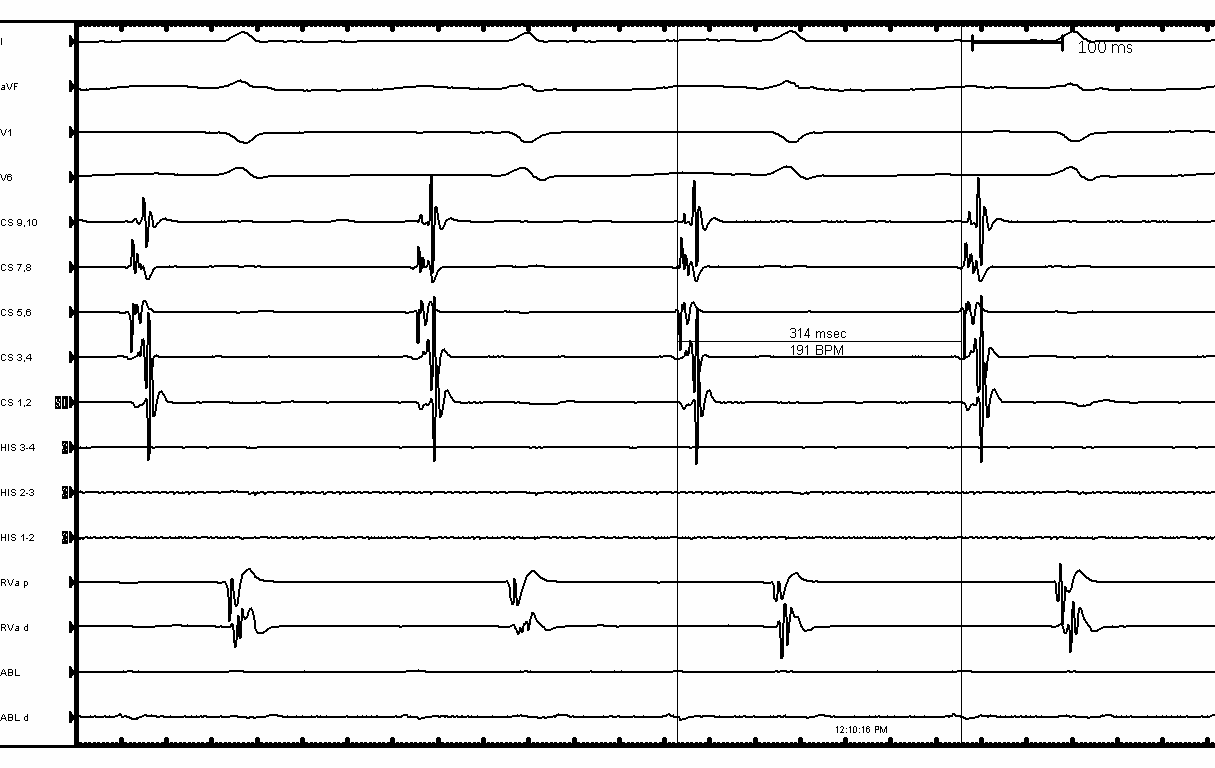 I
100 ms
aVF
V1
V6
CS 9,10
CS 7,8
CS 5,6
314 msec
CS 3,4
191 BPM
CS 1,2
HIS 3-4
HIS 2-3
HIS 1-2
RVa p
RVa d
ABL
ABL d
12:10:16 PM